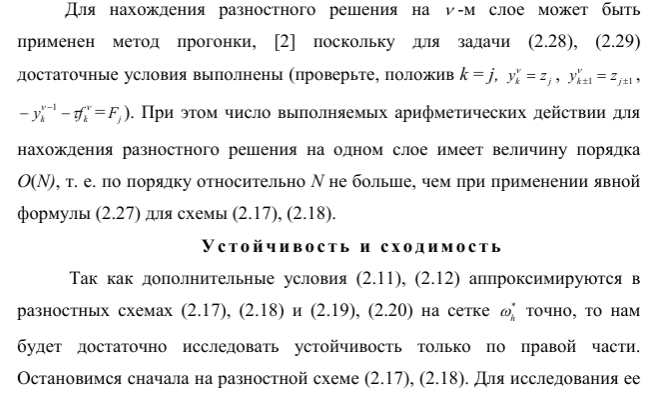 Для нахождения разностного решения на ν-м слое может быть
применен метод прогонки, [2] поскольку для задачи (2.28), (2.29)
достаточные условия выполнены (проверьте, положив k = j, y_k^ν = z_j, y_{k±1}^ν = z_{j±1},
− y_k^{ν−1} − τf_k^ν = F_j). При этом число выполняемых арифметических действии для
нахождения разностного решения на одном слое имеет величину порядка
O(N), т. е. по порядку относительно N не больше, чем при применении явной
формулы (2.27) для схемы (2.17), (2.18).
Устойчивость и сходимость
Так как дополнительные условия (2.11), (2.12) аппроксимируются в
разностных схемах (2.17), (2.18) и (2.19), (2.20) на сетке ω_h^* точно, то нам
будет достаточно исследовать устойчивость только по правой части.
Остановимся сначала на разностной схеме (2.17), (2.18). Для исследования ее